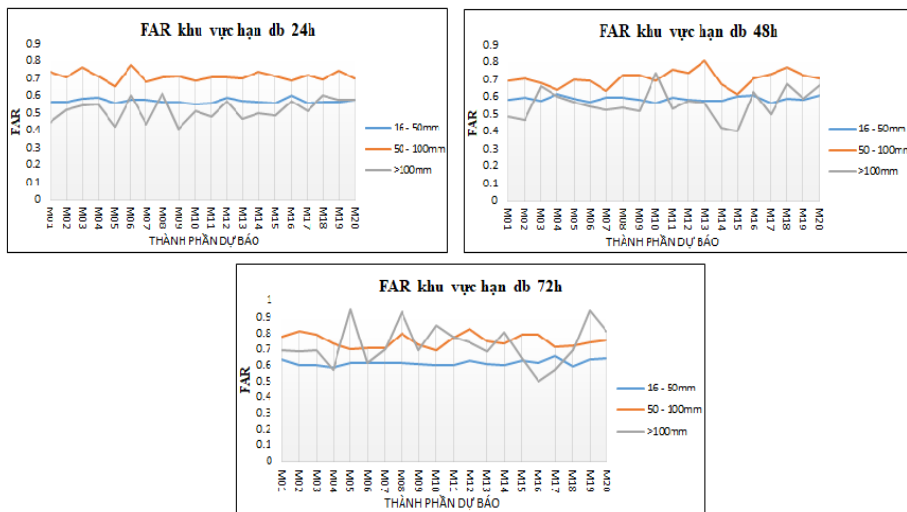 FAR khu vực hạn db 24h
0.9
0.8
0.7
0.6
0.5
0.4
0.3
0.2
0.1
0
FAR
M01
M02
M03
M04
M05
M06
M07
M08
M09
M10
M11
M12
M13
M14
M15
M16
M17
M18
M19
M20
THÀNH PHẦN DỰ BÁO
16 - 50mm
50 - 100mm
>100mm
FAR khu vực hạn db 48h
0.9
0.8
0.7
0.6
0.5
0.4
0.3
0.2
0.1
0
FAR
M01
M02
M03
M04
M05
M06
M07
M08
M09
M10
M11
M12
M13
M14
M15
M16
M17
M18
M19
M20
THÀNH PHẦN DỰ BÁO
16 - 50mm
50 - 100mm
>100mm
FAR khu vực hạn db 72h
1
0.9
0.8
0.7
0.6
0.5
0.4
0.3
0.2
0.1
0
FAR
M01
M02
M03
M04
M05
M06
M07
M08
M09
M10
M11
M12
M13
M14
M15
M16
M17
M18
M19
M20
THÀNH PHẦN DỰ BÁO
16 - 50mm
50 - 100mm
>100mm